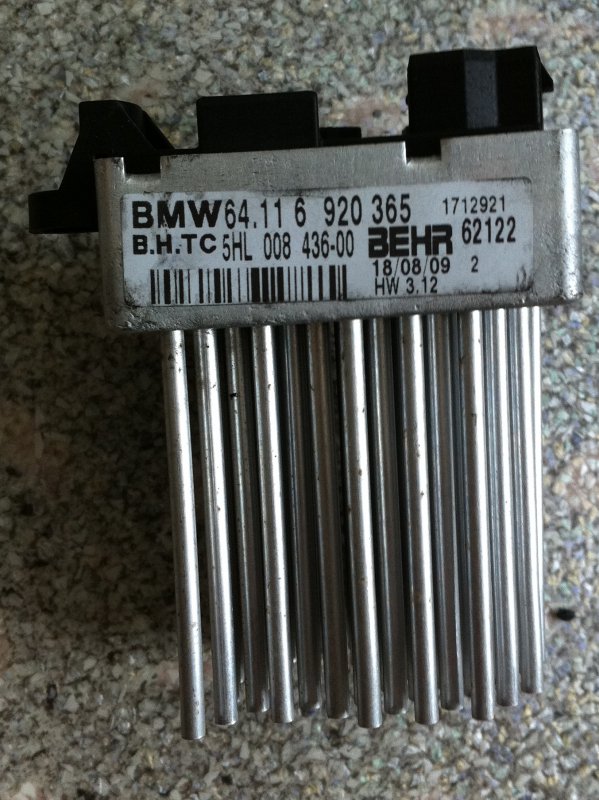 BMW 64.11 6 920 365 1712921
B.H.TC 5HL 008 436-00 BEHR 62122
18/08/09 2
HW 3.12